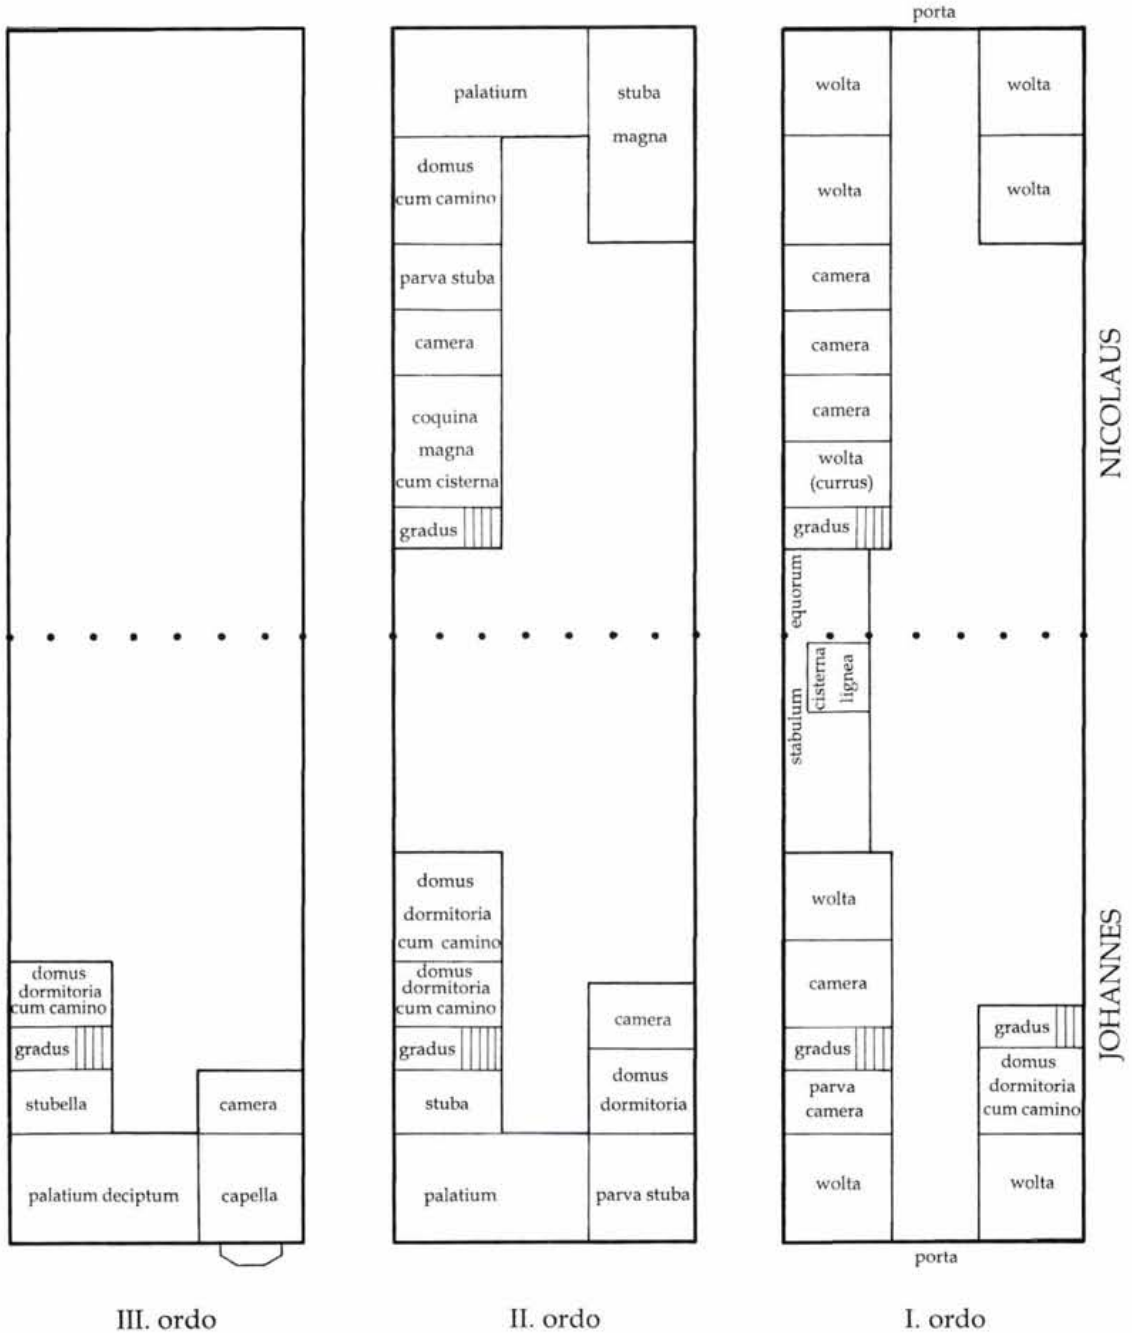 porta
palatium
stuba
magna
domus
cum camino
parva stuba
camera
coquina
magna
cum cisterna
gradus
wolta
wolta
wolta
wolta
camera
camera
camera
wolta
(currus)
gradus
equorum
stabulum
cisterna
lignea
NICOLAUS
domus
dormitoria
cum camino
gradus
stubella
camera
palatium deciptum
capella
domus
dormitoria
cum camino
domus
dormitoria
cum camino
gradus
stuba
camera
domus
dormitoria
palatium
parva stuba
wolta
camera
gradus
parva
camera
wolta
gradus
domus
dormitoria
cum camino
wolta
JOHANNES
porta
III. ordo
II. ordo
I. ordo